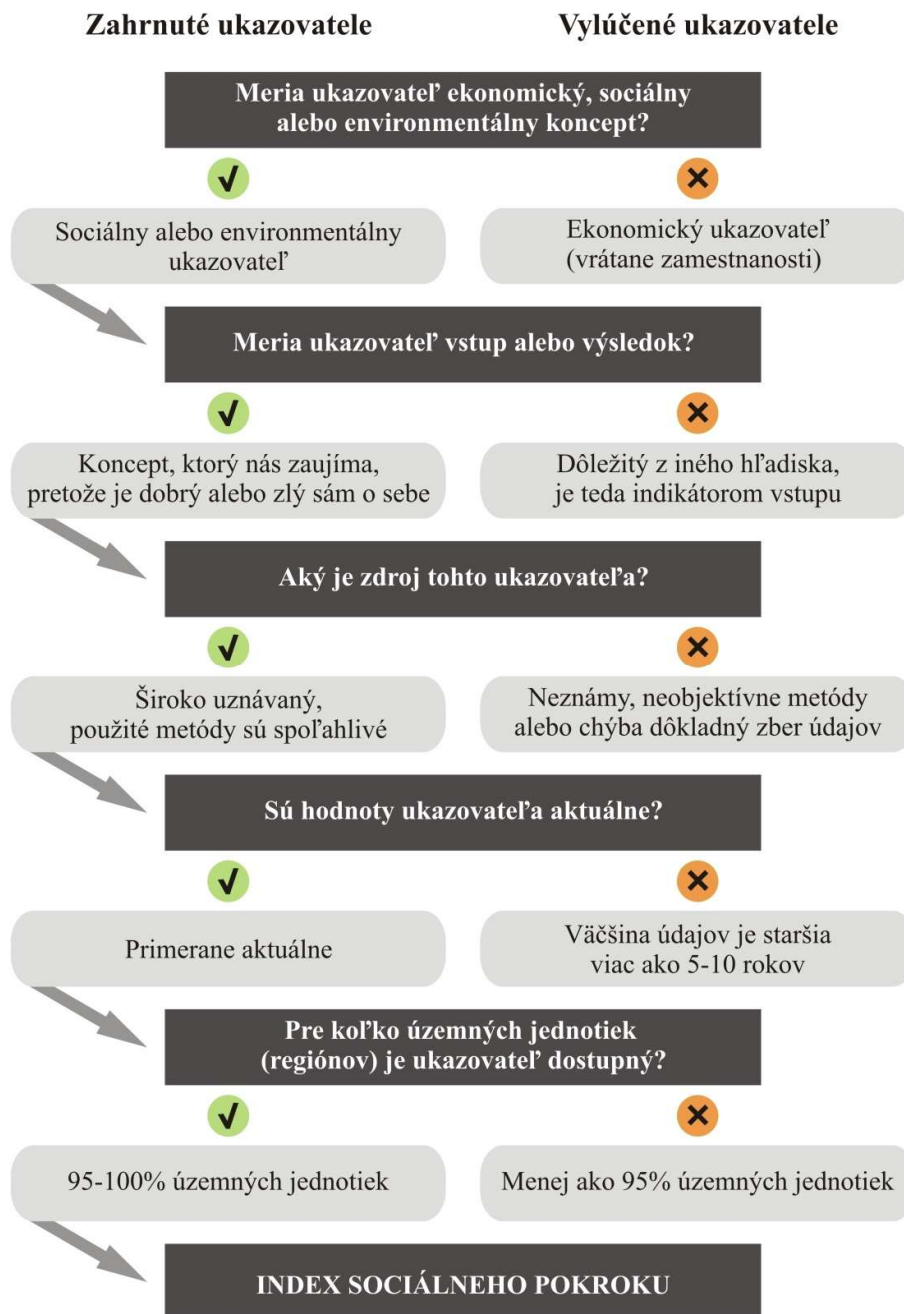 Zahrnuté ukazovatele
Vylúčené ukazovatele
Meria ukazovateľ ekonomický, sociálny
alebo environmentálny koncept?
Sociálny alebo environmentálny
ukazovateľ
Ekonomický ukazovateľ
(vrátane zamestnanosti)
Meria ukazovateľ vstup alebo výsledok?
Koncept, ktorý nás zaujíma,
pretože je dobrý alebo zlý sám o sebe
Dôležitý z iného hľadiska,
je teda indikátorom vstupu
Aký je zdroj tohto ukazovateľa?
Široko uznávaný,
použité metódy sú spoľahlivé
Neznámy, neobjektívne metódy
alebo chýba dôkladný zber údajov
Sú hodnoty ukazovateľa aktuálne?
Primerane aktuálne
Väčšina údajov je staršia
viac ako 5-10 rokov
Pre koľko územných jednotiek
(regiónov) je ukazovateľ dostupný?
95-100% územných jednotiek
Menej ako 95% územných jednotiek
INDEX SOCIÁLNEHO POKROKU